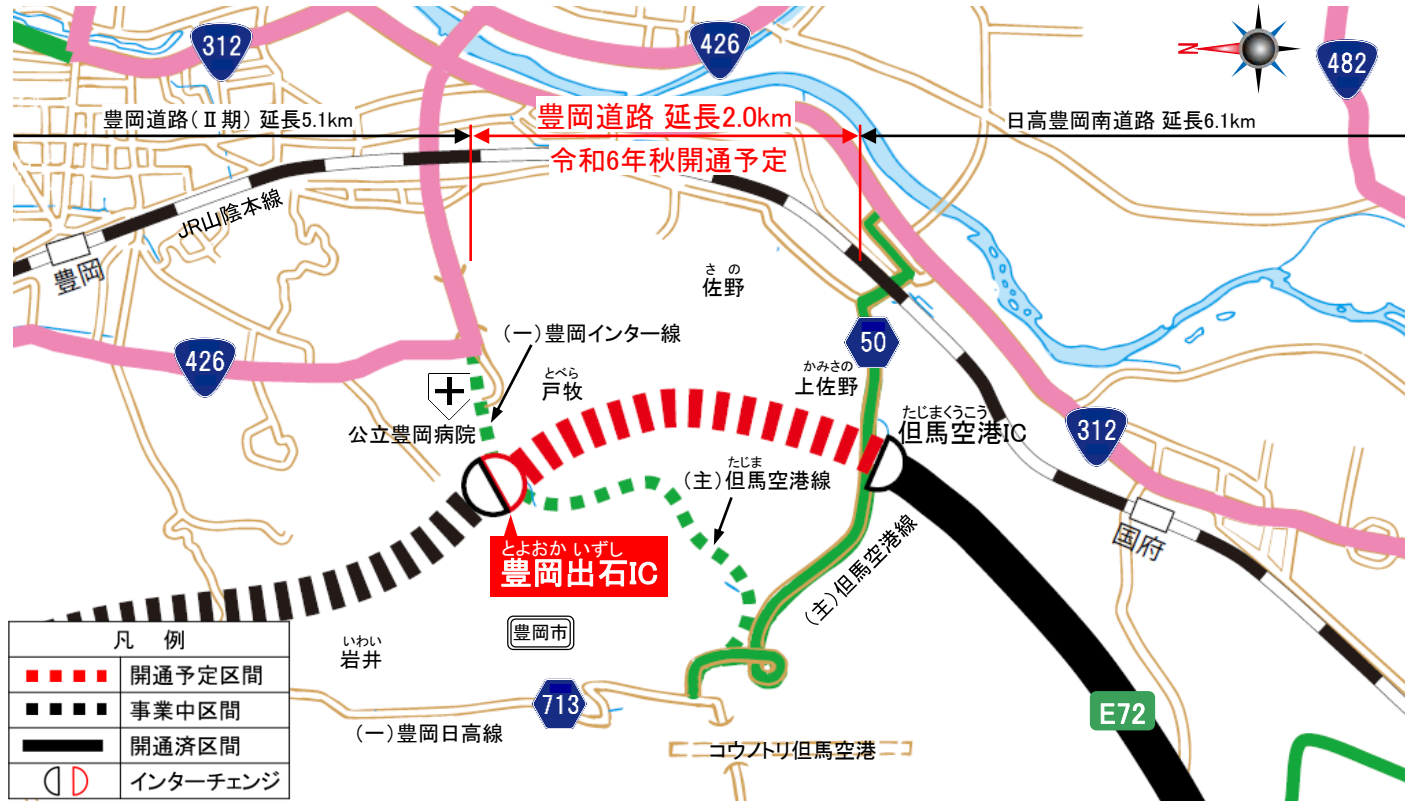 312
426
482
N
豊岡道路(Ⅱ期) 延長5.1km
豊岡道路 延長2.0km
日高豊岡南道路 延長6.1km
令和6年秋開通予定
JR山陰本線
豊岡
さの
佐野
(一)豊岡インター線
50
426
とべら
戸牧
かみさの
上佐野
公立豊岡病院
たじまくうこう
但馬空港IC
312
たじま
(主)但馬空港線
国府
とよおか いずし
豊岡出石IC
(主)但馬空港線
豊岡市
いわい
岩井
713
(一)豊岡日高線
E72
コウノトリ但馬空港
凡 例
開通予定区間
事業中区間
開通済区間
インターチェンジ